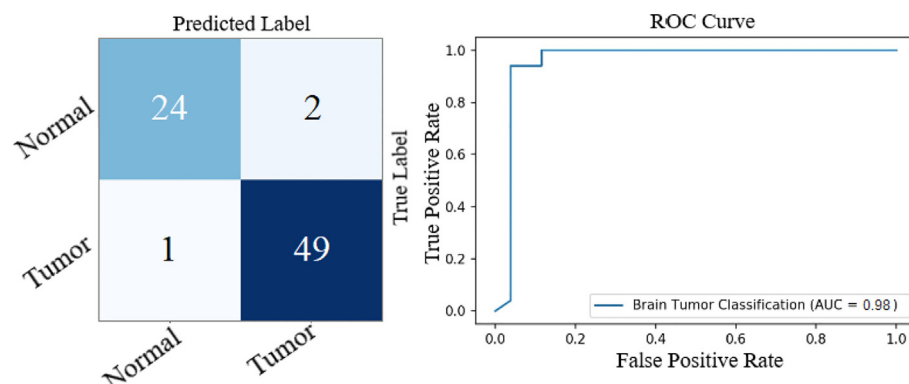 Predicted Label
Normal
24
2
Tumor
1
49
True Label
Normal
Tumor
ROC Curve
True Positive Rate
1.0
0.8
0.6
0.4
0.2
0.0
Brain Tumor Classification (AUC = 0.98)
0.0 0.2 0.4 0.6 0.8 1.0
False Positive Rate